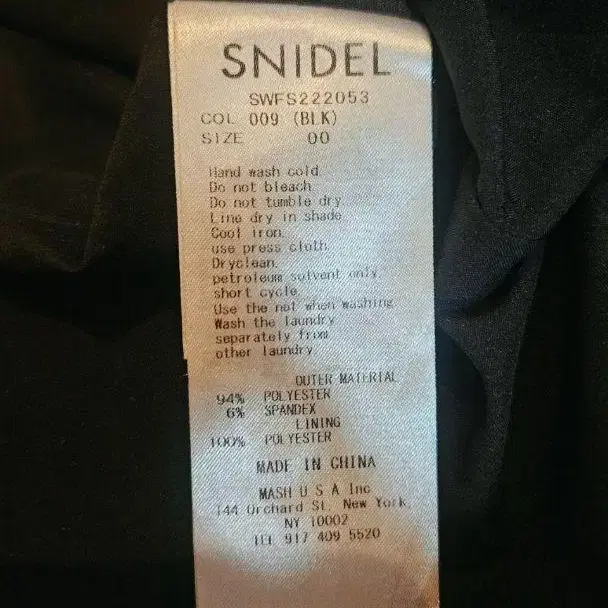 SNIDEL
SWFS222053
COL 009 (BLK)
SIZE 00
Hand wash cold.
Do not bleach.
Do not tumble dry.
Line dry in shade.
Cool iron.
use press cloth.
Dryclean.
petroleum solvent only.
short cycle.
Use the net when washing.
Wash the laundry
separately from
other laundry.
OUTER MATERIAL
94% POLYESTER
6% SPANDEX
LINING
100% POLYESTER
MADE IN CHINA
MASH U S A Inc
144 Orchard St. New York,
NY 10002
TEL 917 409 5520